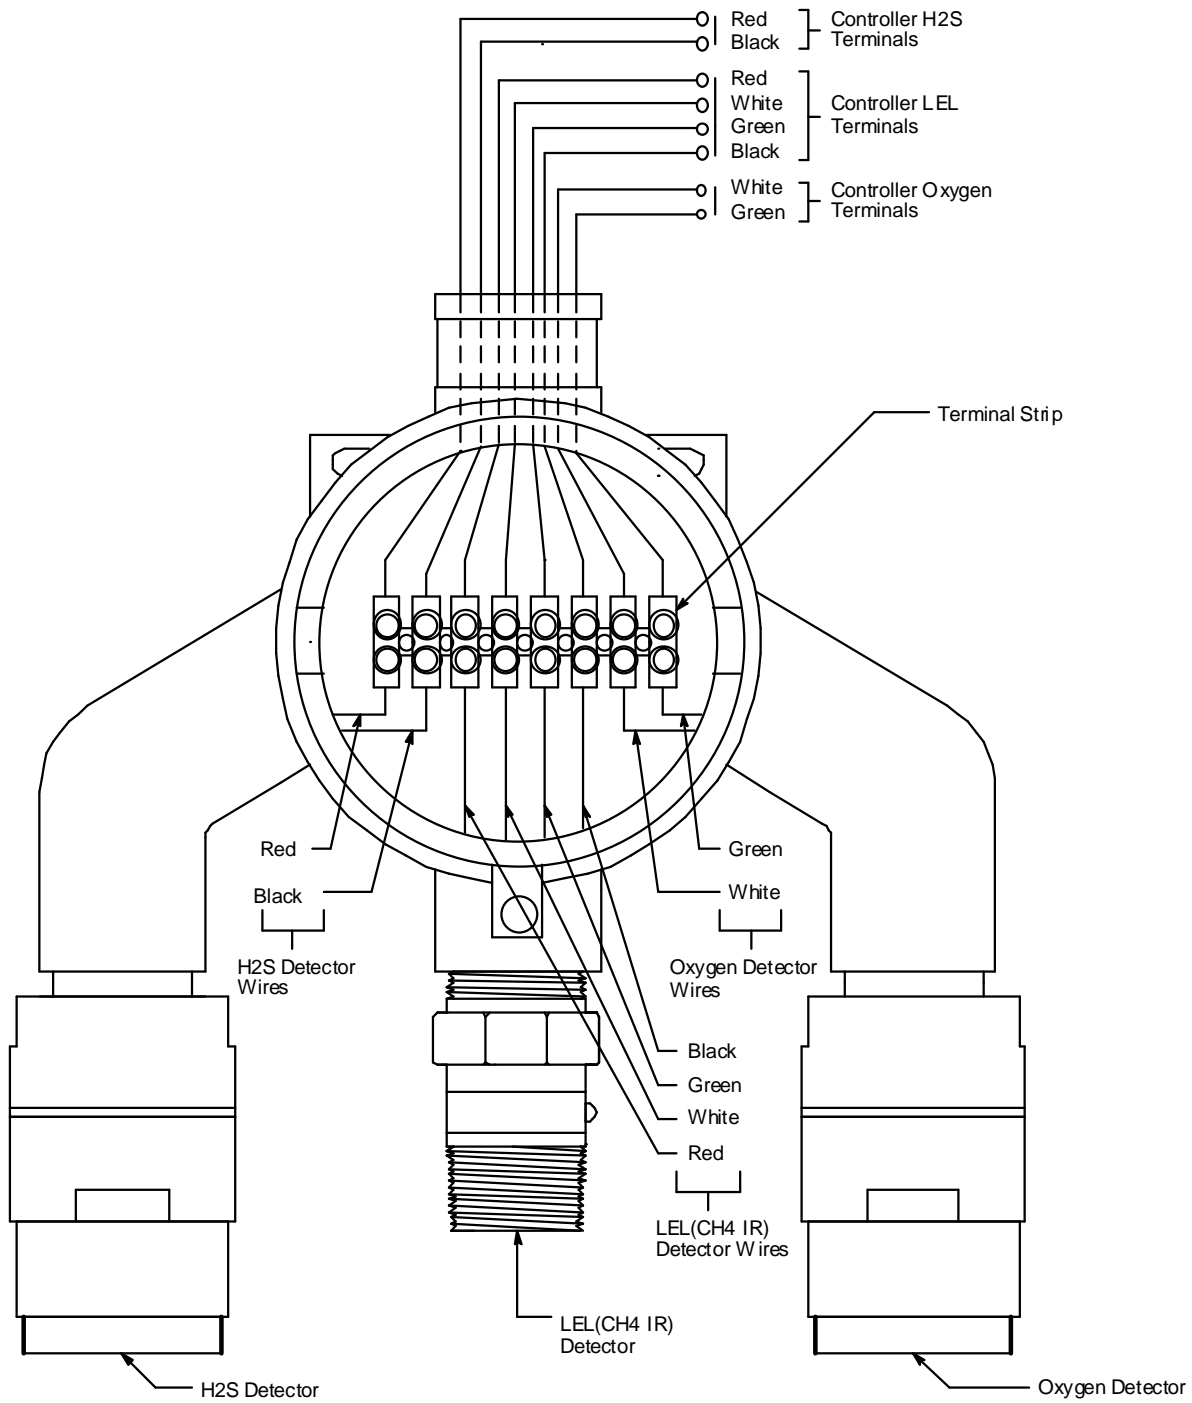 Red
Black
Controller H2S
Terminals
Red
White
Green
Black
Controller LEL
Terminals
White
Green
Controller Oxygen
Terminals
Terminal Strip
Red
Black
H2S Detector
Wires
Green
White
Oxygen Detector
Wires
Black
Green
White
Red
LEL(CH4 IR)
Detector Wires
LEL(CH4 IR)
Detector
H2S Detector
Oxygen Detector